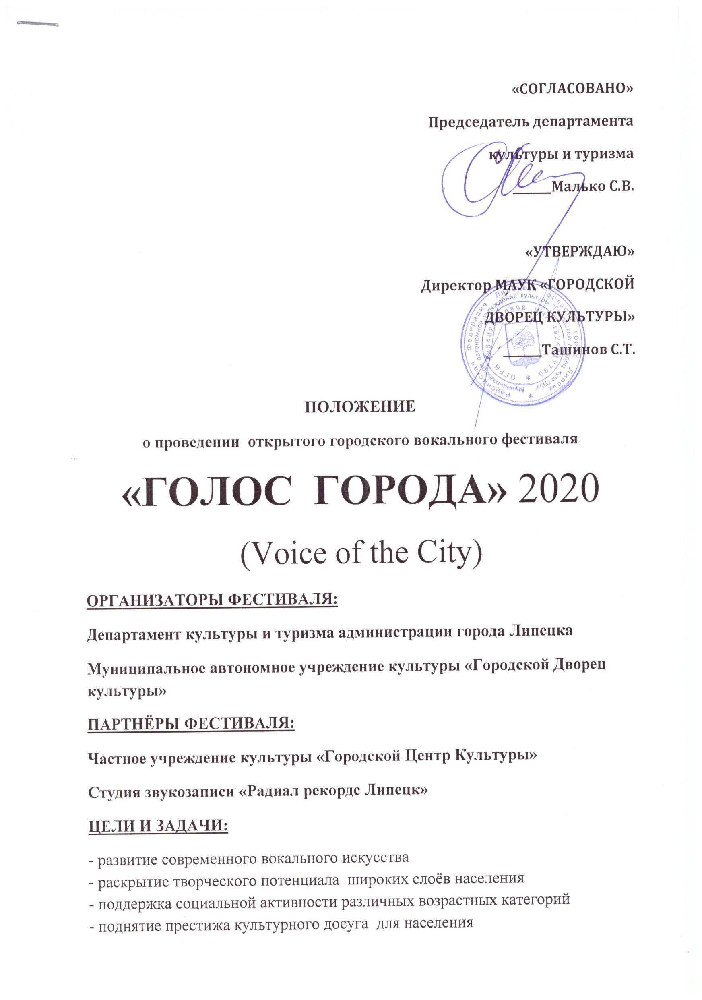 «СОГЛАСОВАНО»
Председатель департамента
культуры и туризма
_____Малько С.В.
«УТВЕРЖДАЮ»
Директор МАУК «ГОРОДСКОЙ
ДВОРЕЦ КУЛЬТУРЫ»
_____Ташинов С.Т.
Российская Федерация Липецкая область город Липецк
Муниципальное автономное учреждение культуры "Городской Дворец культуры"
ОГРН ИНН
ПОЛОЖЕНИЕ
о проведении  открытого городского вокального фестиваля
«ГОЛОС  ГОРОДА» 2020
(Voice of the City)
ОРГАНИЗАТОРЫ ФЕСТИВАЛЯ:
Департамент культуры и туризма администрации города Липецка
Муниципальное автономное учреждение культуры «Городской Дворец
культуры»
ПАРТНЁРЫ ФЕСТИВАЛЯ:
Частное учреждение культуры «Городской Центр Культуры»
Студия звукозаписи «Радиал рекордс Липецк»
ЦЕЛИ И ЗАДАЧИ:
- развитие современного вокального искусства
- раскрытие творческого потенциала  широких слоёв населения
- поддержка социальной активности различных возрастных категорий
- поднятие престижа культурного досуга  для населения